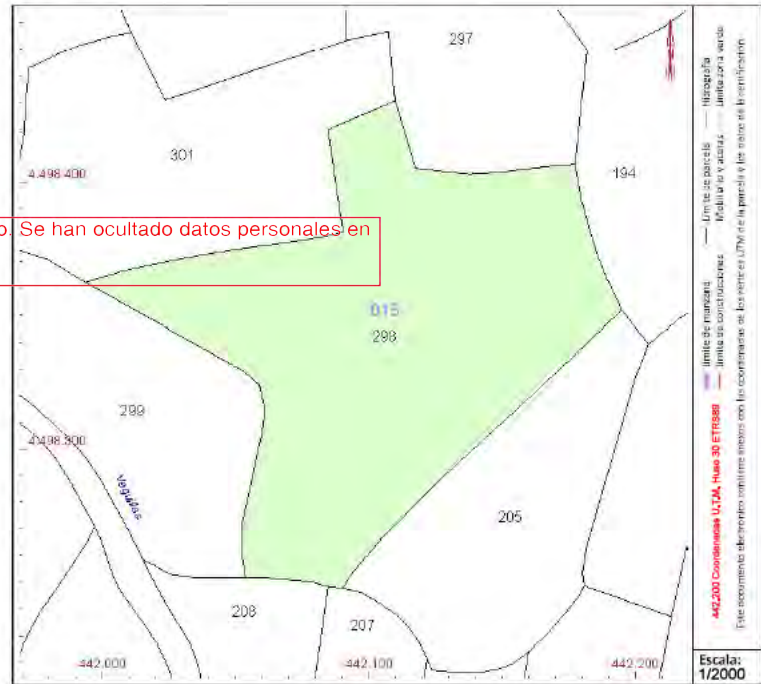 297
301
194
4.498.400
o. Se han ocultado datos personales en
015
298
299
4.498.300
Veguillas
205
208
207
442.000
442.100
442.200
límite de manzana
Límite de parcela
Hidrografía
límite de construcciones
Mobiliario y aceras
Límite zona verde
442,200 Coordenadas U.T.M. Huso 30 ETRS89
Este documento electrónico contiene anexos con las coordenadas de los vértices UTM de la parcela y los datos de la certificación
Escala:
1/2000